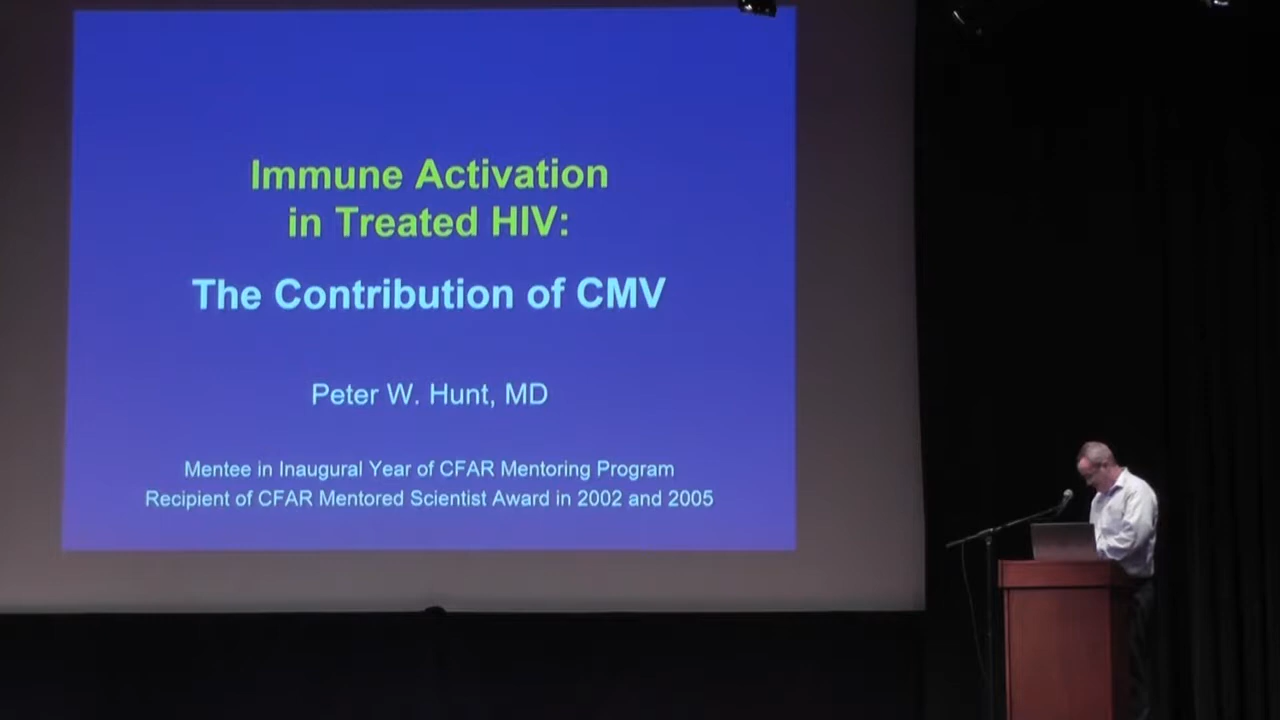 Immune Activation
in Treated HIV:
The Contribution of CMV
Peter W. Hunt, MD
Mentee in Inaugural Year of CFAR Mentoring Program
Recipient of CFAR Mentored Scientist Award in 2002 and 2005